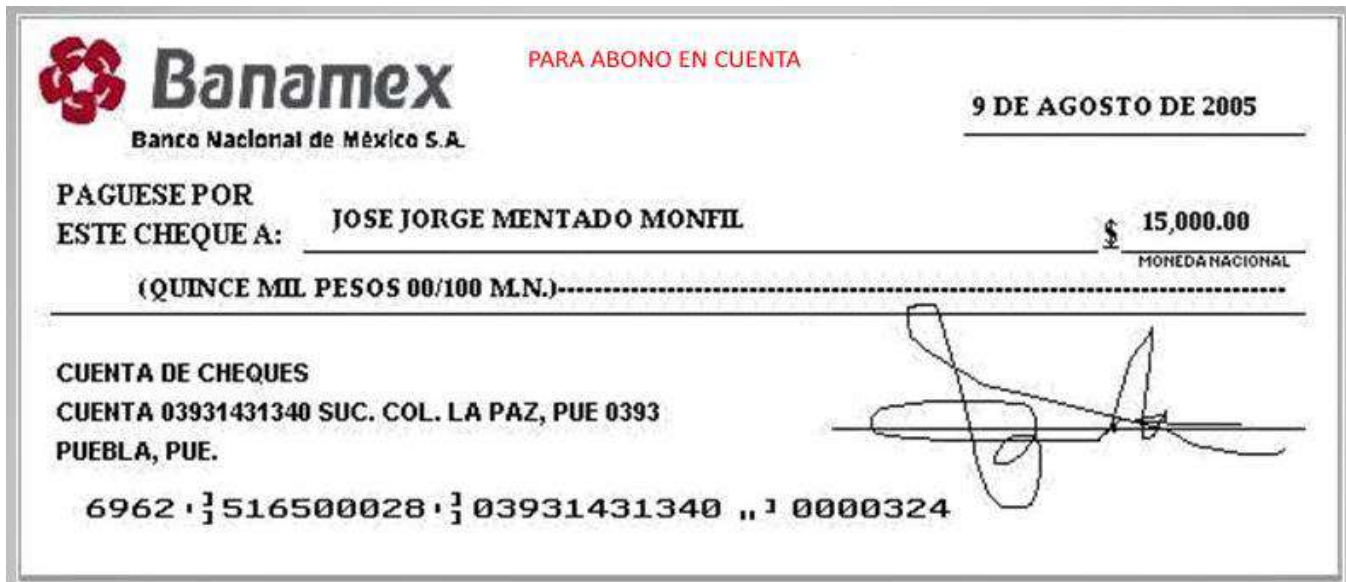 Banamex
PARA ABONO EN CUENTA
Banco Nacional de México S.A.
9 DE AGOSTO DE 2005
PAGUESE POR
ESTE CHEQUE A: JOSE JORGE MENTADO MONFIL $ 15,000.00
MONEDA NACIONAL
(QUINCE MIL PESOS 00/100 M.N.)--------------------
CUENTA DE CHEQUES
CUENTA 03931431340 SUC. COL. LA PAZ, PUE 0393
PUEBLA, PUE.
6962 ⑆516500028⑆03931431340 ⑈ 0000324